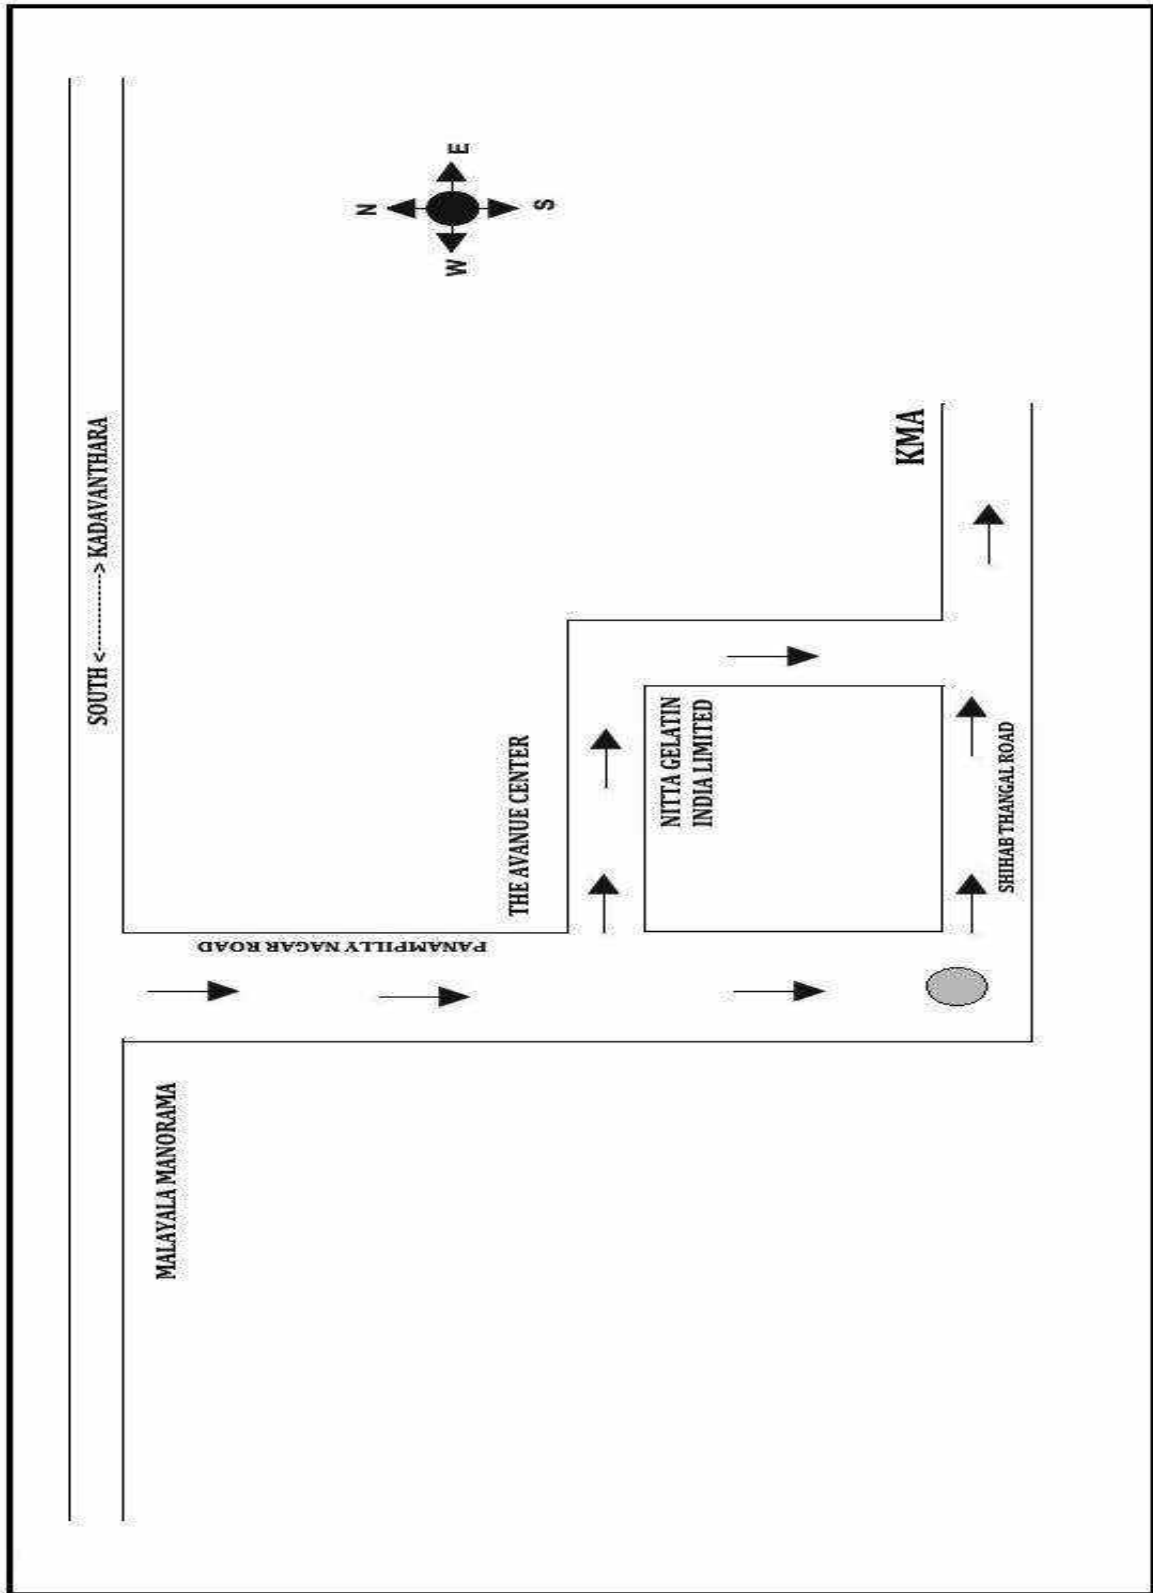 SOUTH <--------------> KADAVANTHARA
N
W
E
S
MALAYALA MANORAMA
PANAMPILLY NAGAR ROAD
THE AVANUE CENTER
NITTA GELATIN
INDIA LIMITED
KMA
SHIHAB THANGAL ROAD